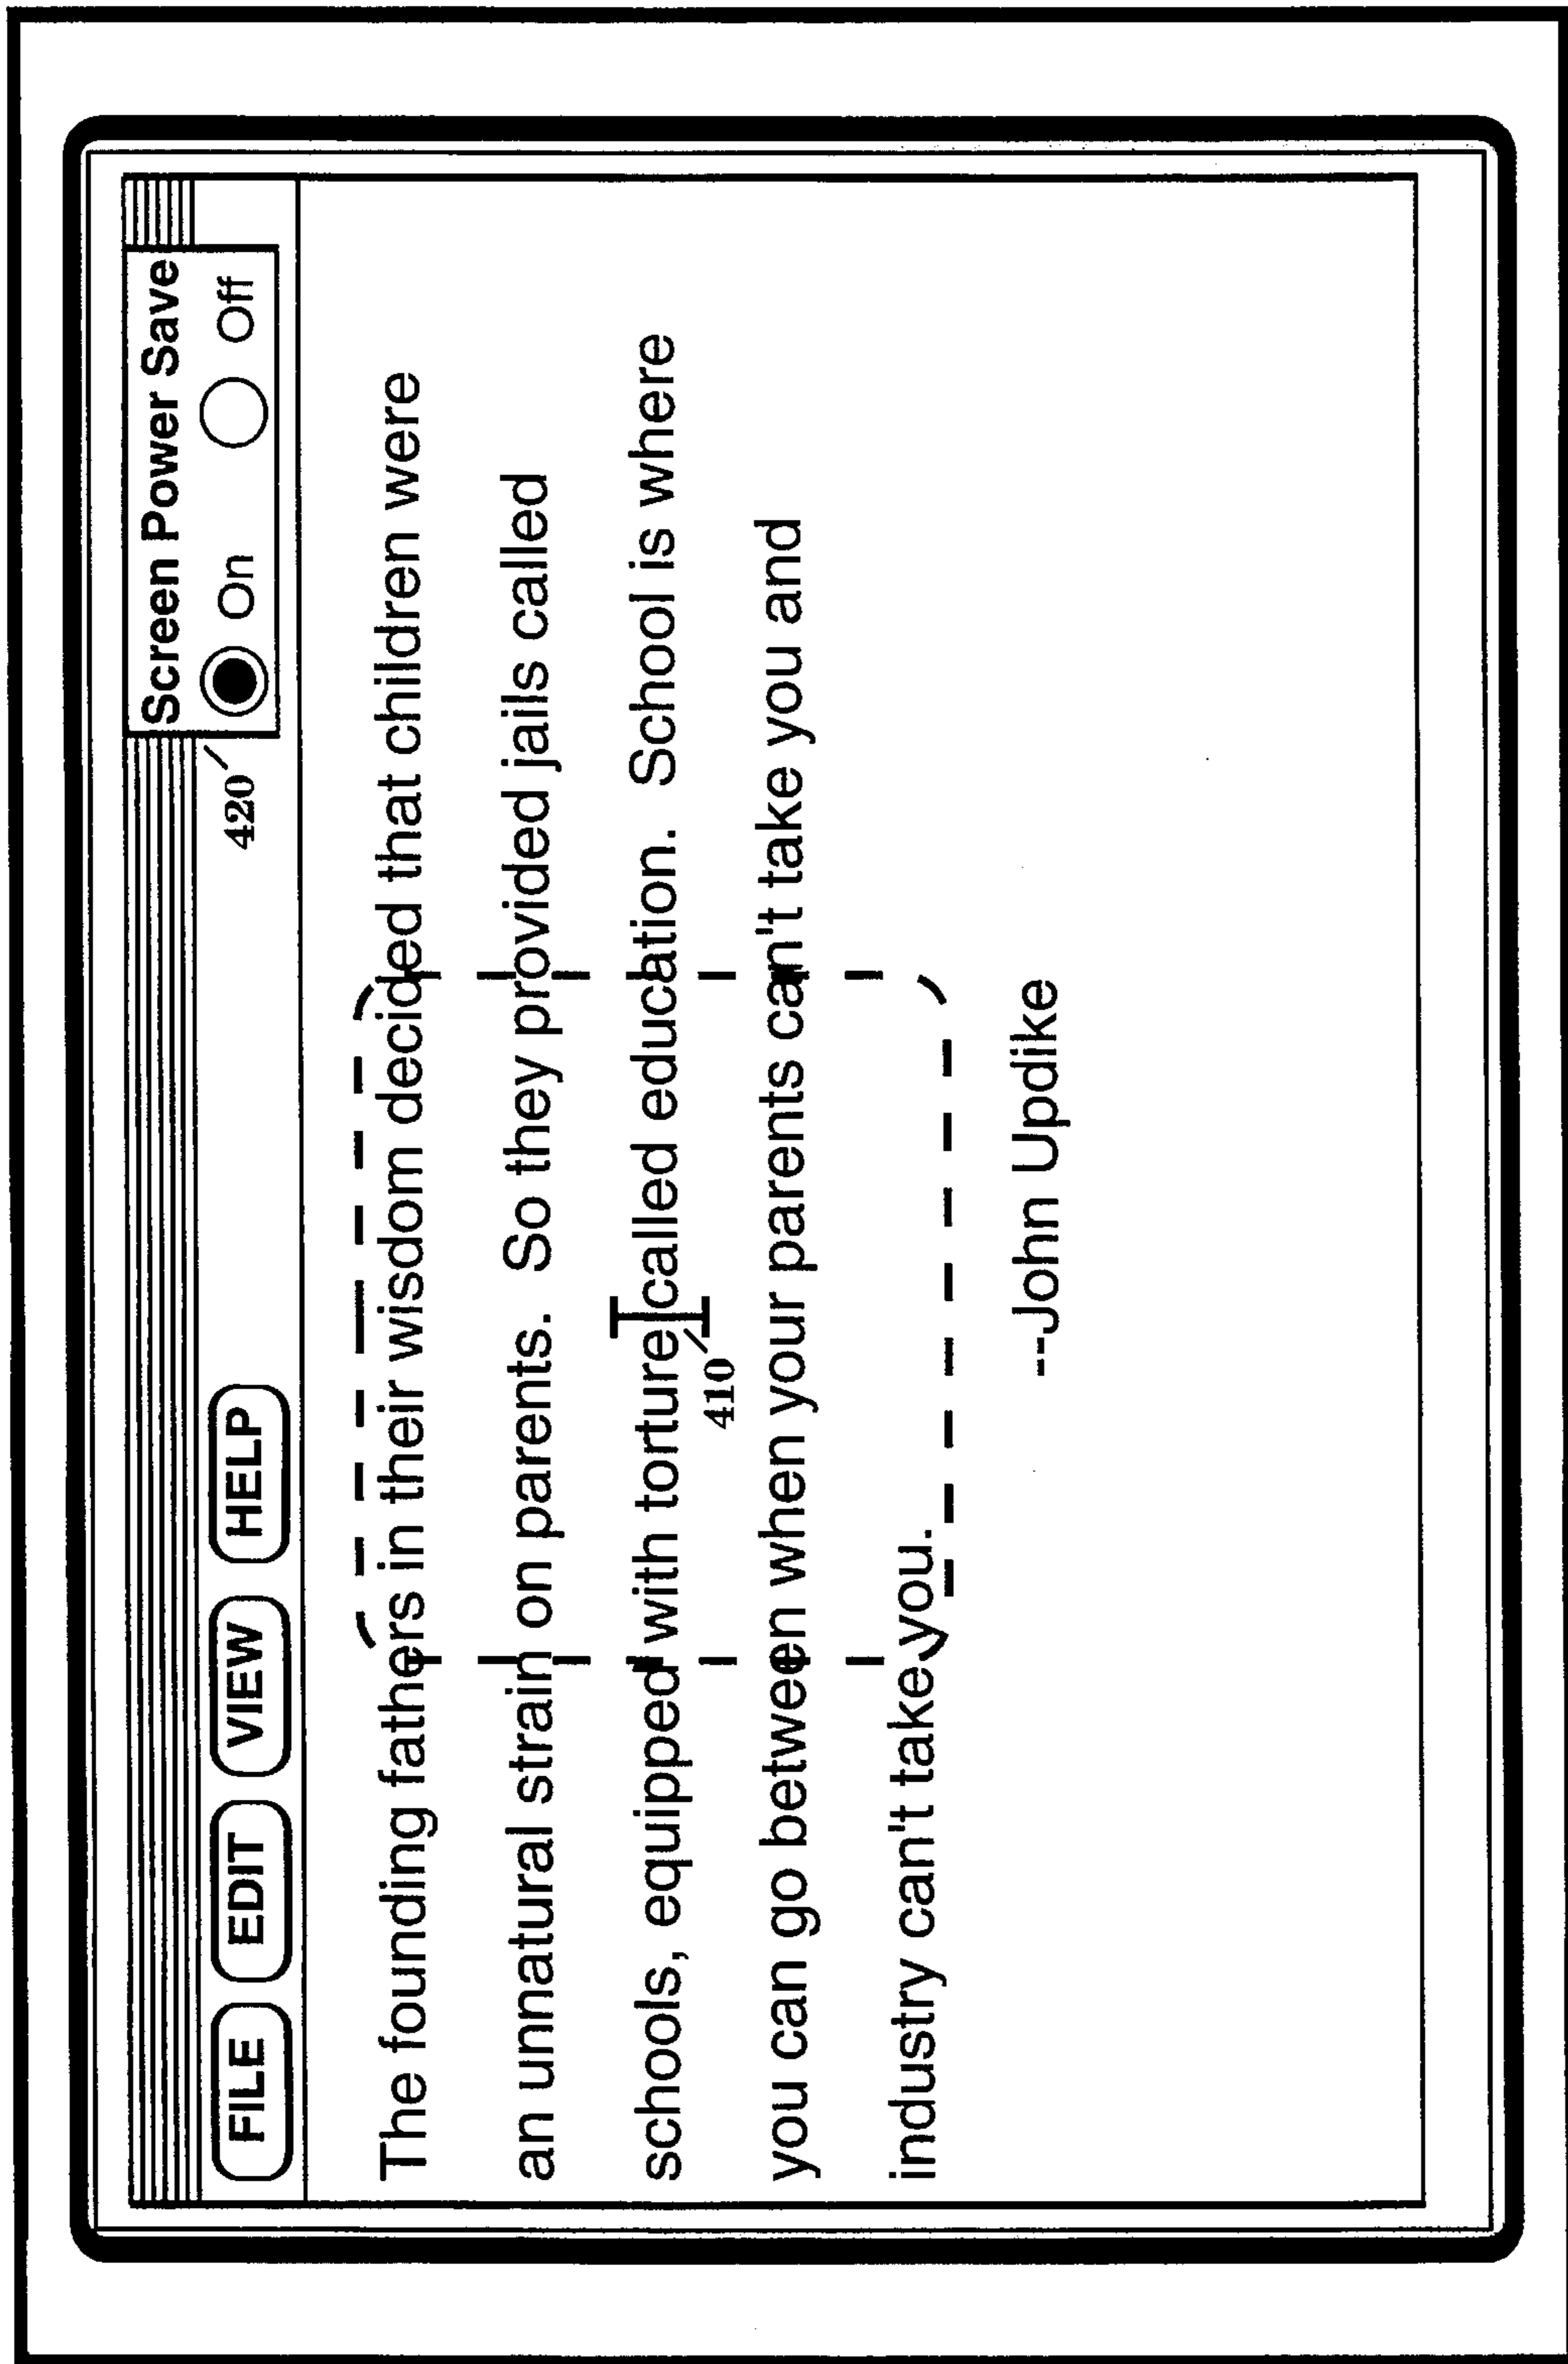 Screen Power Save
On Off
420
FILE EDIT VIEW HELP
The founding fathers in their wisdom decided that children were
an unnatural strain on parents. So they provided jails called
schools, equipped with torture called education. School is where
410
you can go between when your parents can't take you and
industry can't take you.
--John Updike